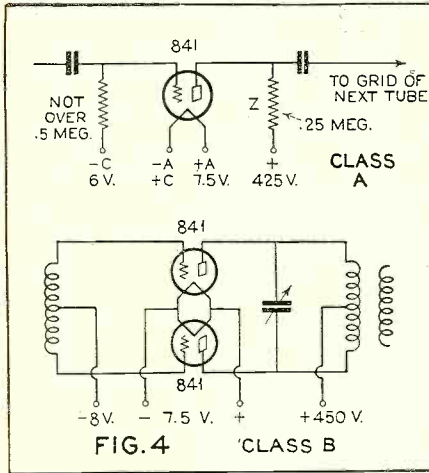 841
NOT
OVER
.5 MEG.
Z
.25 MEG.
TO GRID OF
NEXT TUBE
-C
6 V.
-A
+C
+A
7.5 V.
+
425 V.
CLASS
A
841
841
-8 V.
- 7.5 V. +
+450 V.
FIG. 4
CLASS B